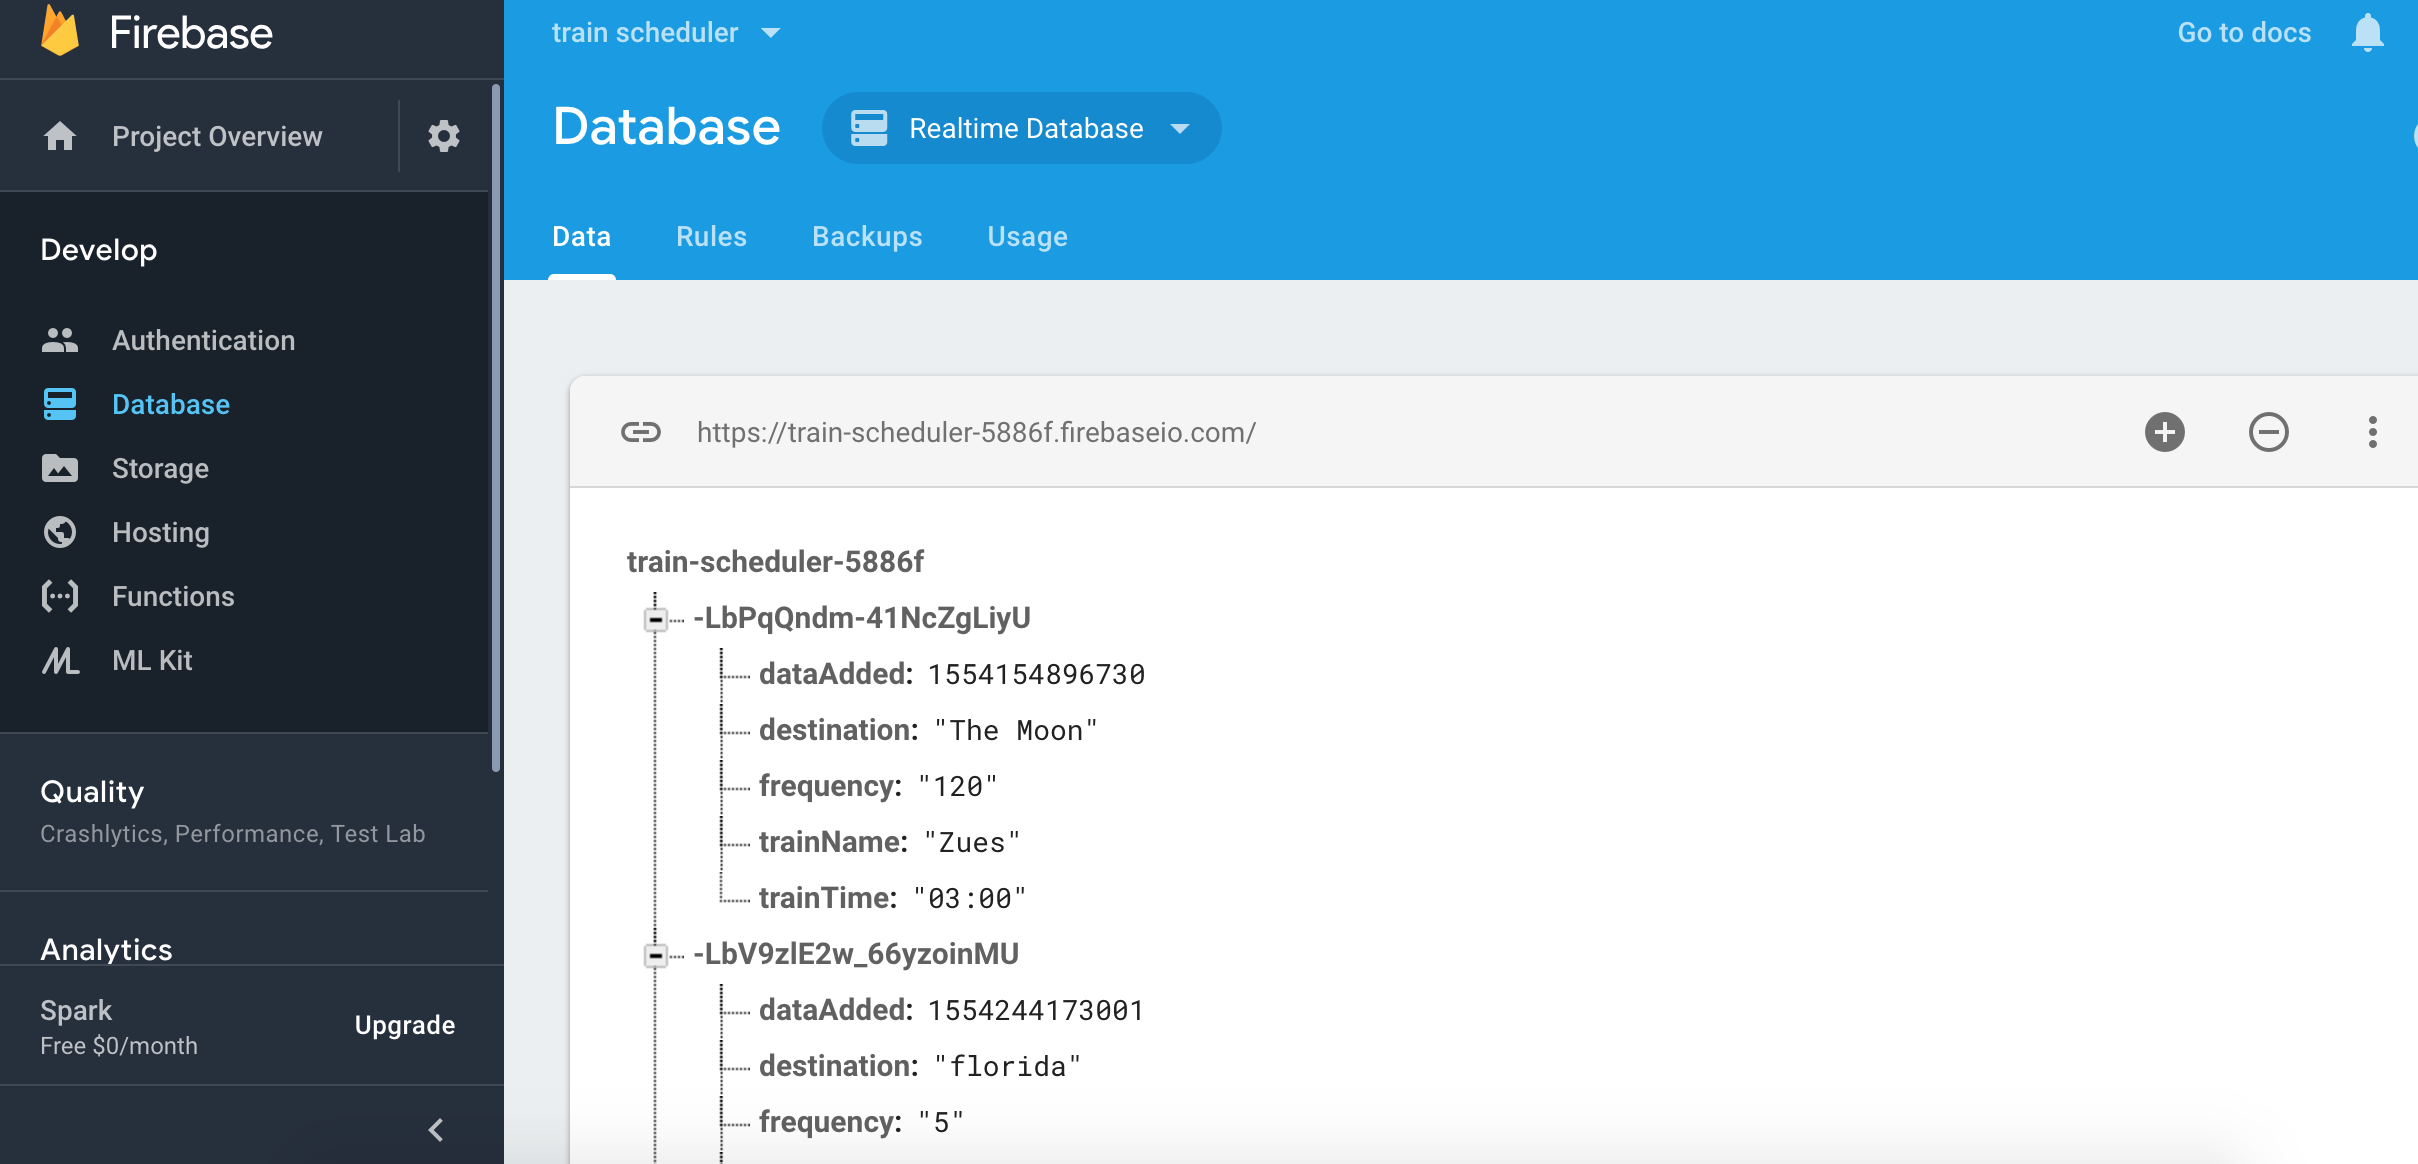 Firebase
Project Overview
Develop
Authentication
Database
Storage
Hosting
Functions
ML Kit
Quality
Crashlytics, Performance, Test Lab
Analytics
Spark
Free $0/month
Upgrade
train scheduler
Go to docs
Database
Realtime Database
Data Rules Backups Usage
https://train-scheduler-5886f.firebaseio.com/
train-scheduler-5886f
-LbPqQndm-41NcZgLiyU
dataAdded: 1554154896730
destination: "The Moon"
frequency: "120"
trainName: "Zues"
trainTime: "03:00"
-LbV9zlE2w_66yzoinMU
dataAdded: 1554244173001
destination: "florida"
frequency: "5"